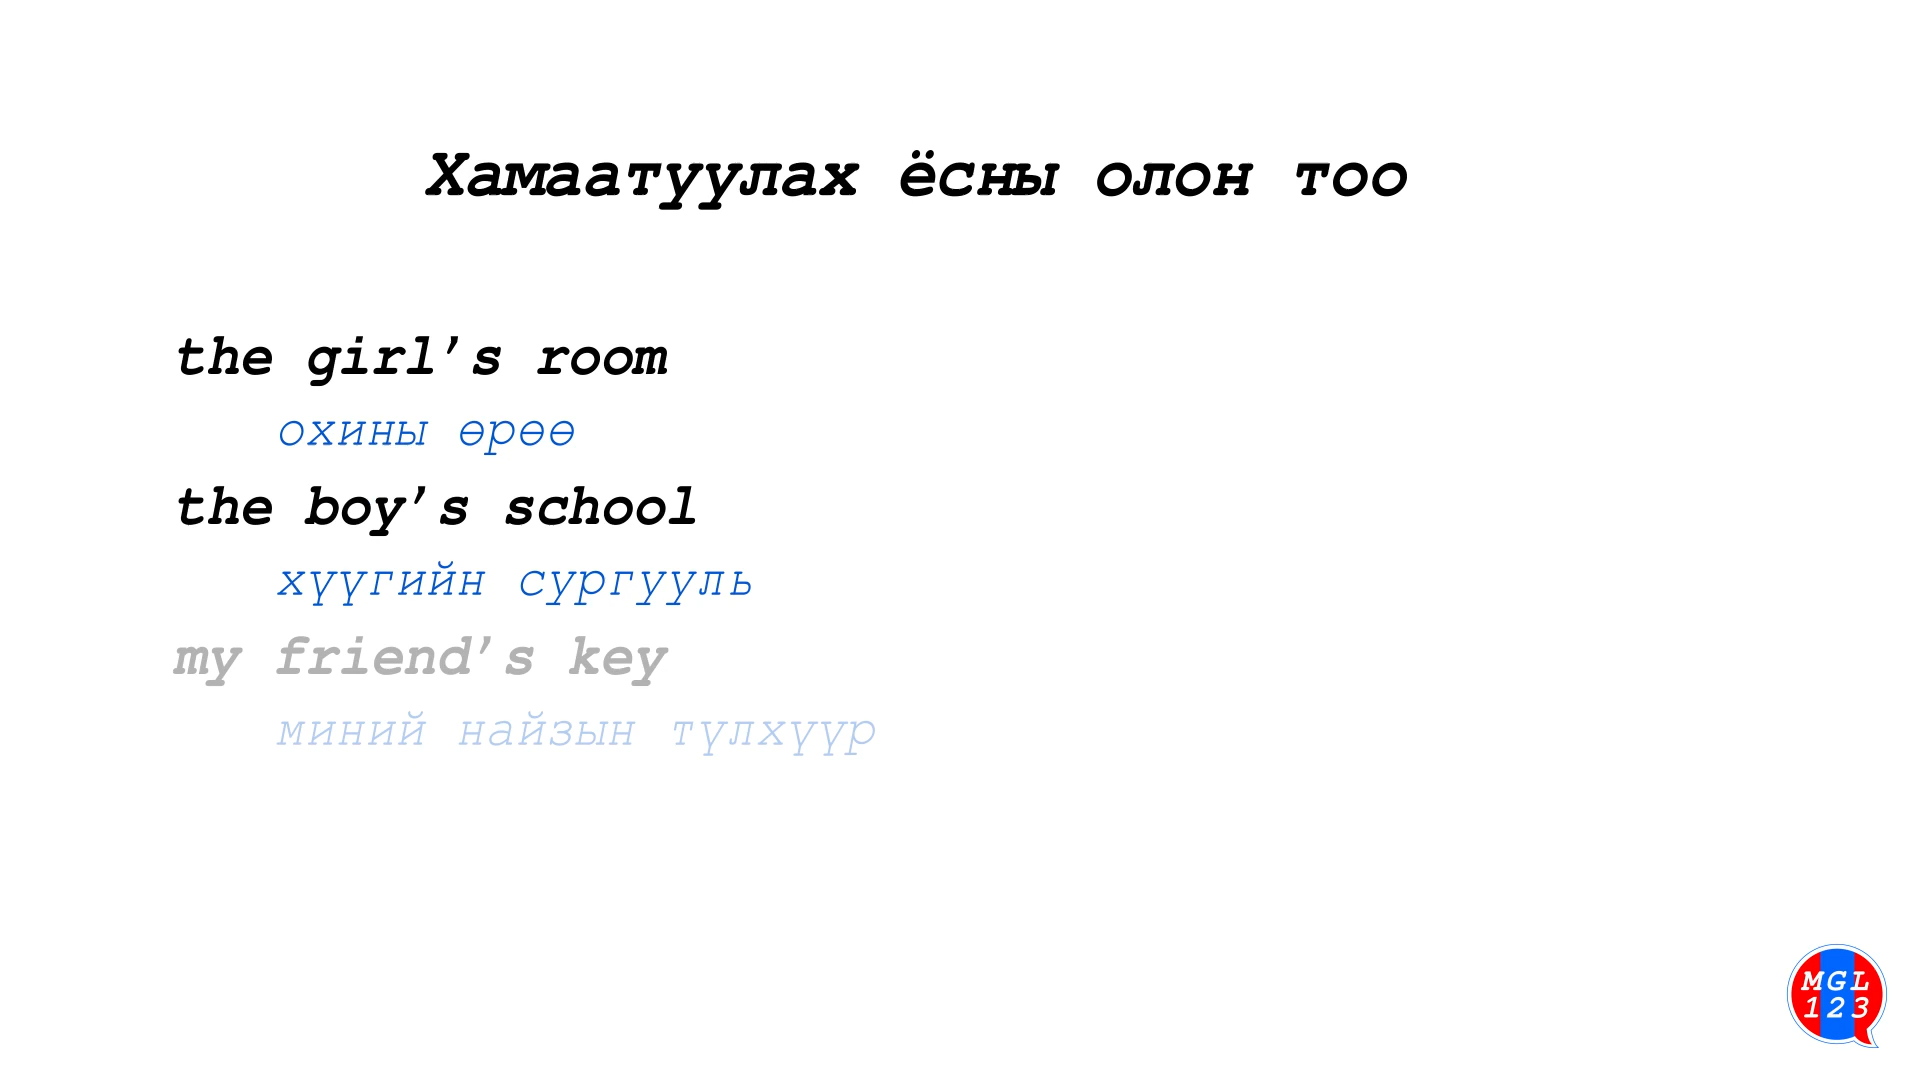 Хамаатуулах ёсны олон тоо
the girl’s room
охины өрөө
the boy’s school
хүүгийн сургууль
my friend’s key
миний найзын түлхүүр
MGL
123